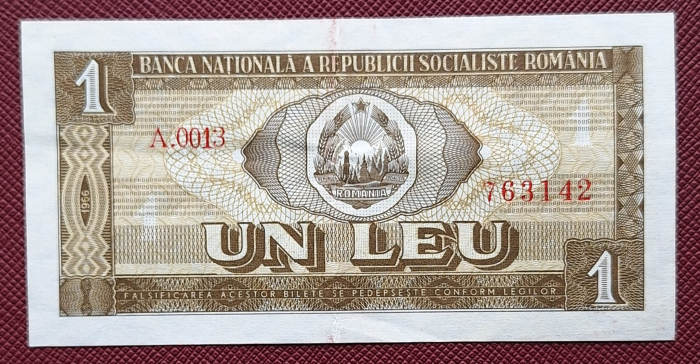 1 BANCA NAȚIONALĂ A REPUBLICII SOCIALISTE ROMÂNIA
A.0013
ROMÂNIA
763142
1966
UN LEU
1
FALSIFICAREA ACESTOR BILETE SE PEDEPSEȘTE CONFORM LEGILOR